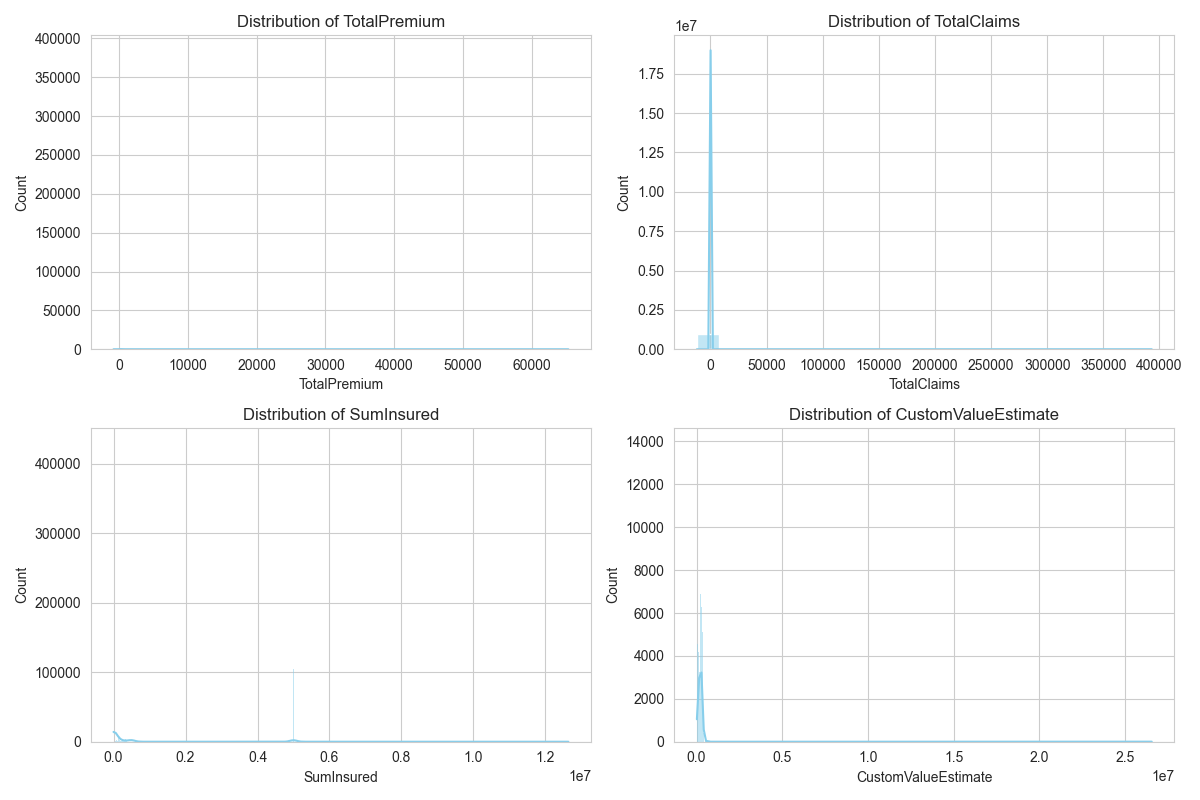 Distribution of TotalPremium
400000
350000
300000
250000
200000
150000
100000
50000
0
Count
0 10000 20000 30000 40000 50000 60000
TotalPremium
Distribution of TotalClaims
1e7
1.75
1.50
1.25
1.00
0.75
0.50
0.25
0.00
Count
0 50000 100000 150000 200000 250000 300000 350000 400000
TotalClaims
Distribution of SumInsured
400000
300000
200000
100000
0
Count
0.0 0.2 0.4 0.6 0.8 1.0 1.2
1e7
SumInsured
Distribution of CustomValueEstimate
14000
12000
10000
8000
6000
4000
2000
0
Count
0.0 0.5 1.0 1.5 2.0 2.5
1e7
CustomValueEstimate